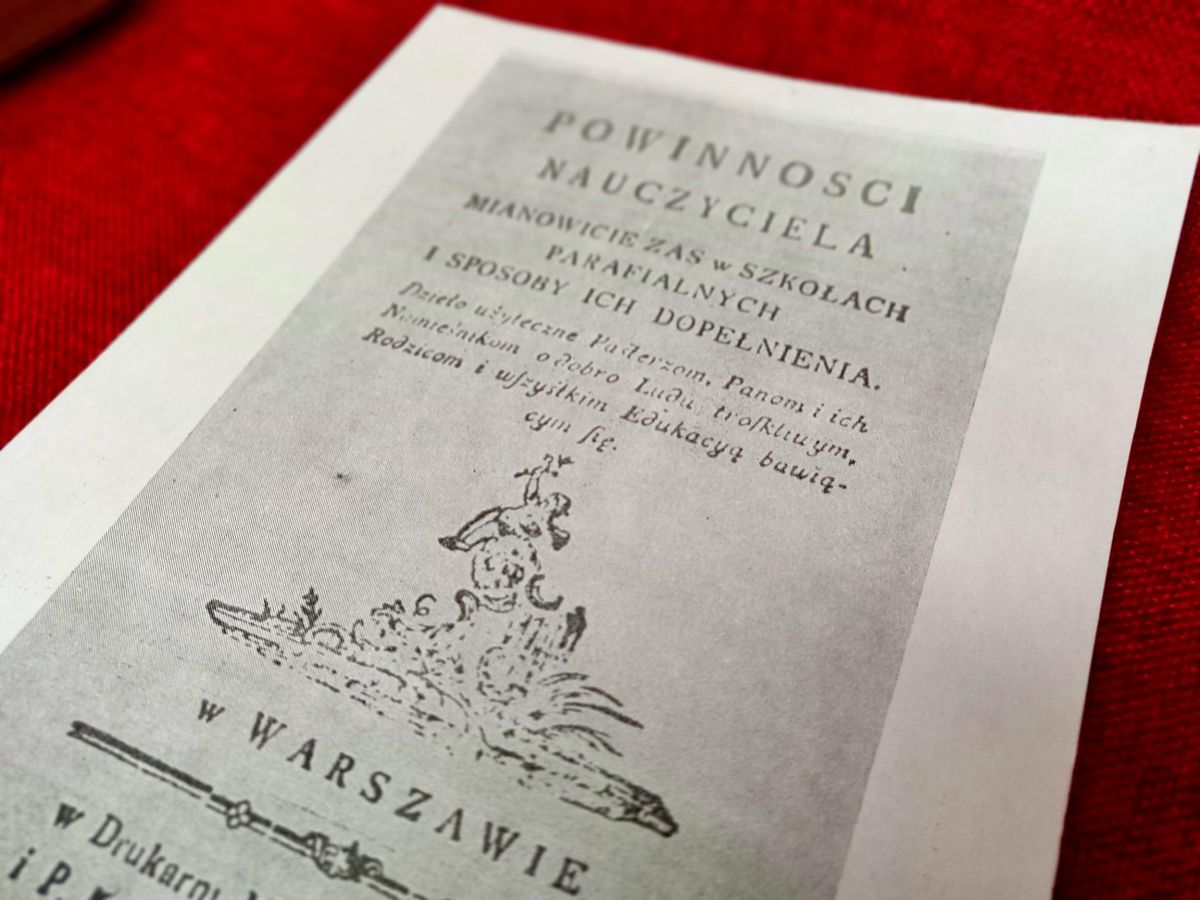 POWINNOSCI
NAUCZYCIELA
MIANOWICIE ZAS w SZKOŁACH
PARAFIALNYCH
I SPOSOBY ICH DOPEŁNIENIA.
Dzieło użyteczne Paſterzom, Panom i ich
Namieſnikom o dobro Ludu troſkliwym,
Rodzicom i wſzyſtkim Edukacyą bawią-
cym ſię.
w WARSZAWIE
w Drukarni
i P.